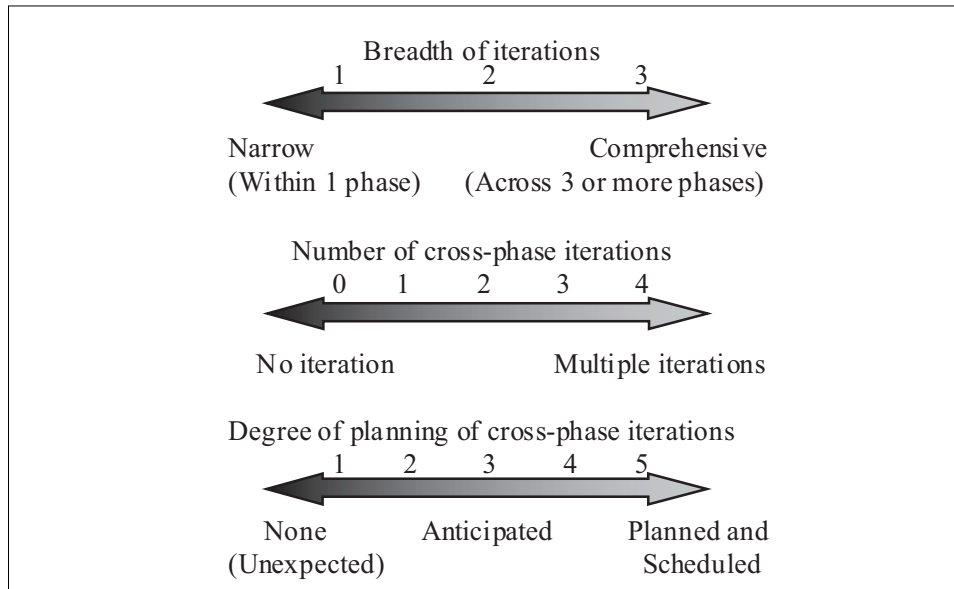 Breadth of iterations
1 2 3
Narrow Comprehensive
(Within 1 phase) (Across 3 or more phases)
Number of cross-phase iterations
0 1 2 3 4
No iteration Multiple iterations
Degree of planning of cross-phase iterations
1 2 3 4 5
None Anticipated Planned and
(Unexpected) Scheduled